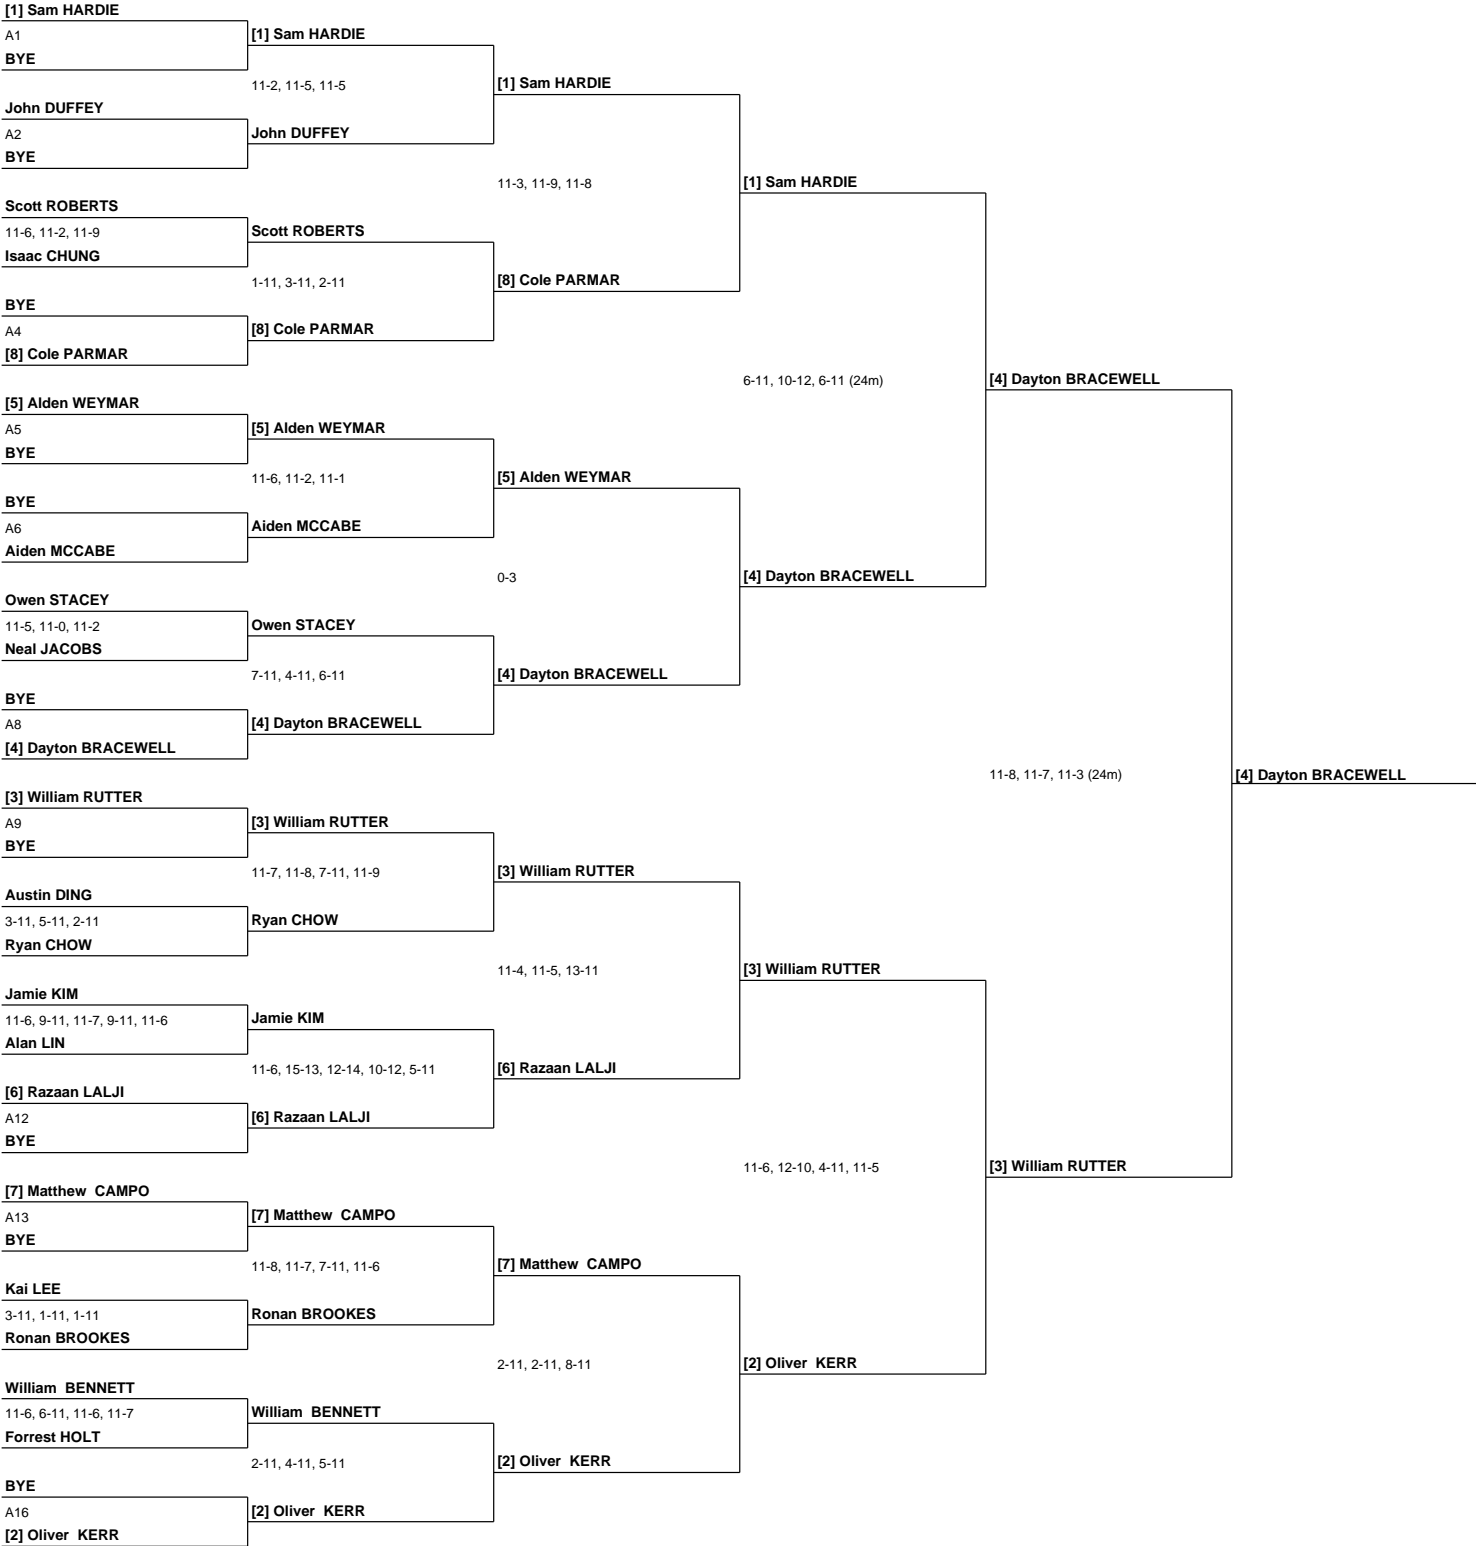 [1] Sam HARDIE
A1
BYE
John DUFFEY
A2
BYE
Scott ROBERTS
11-6, 11-2, 11-9
Isaac CHUNG
BYE
A4
[8] Cole PARMAR
[5] Alden WEYMAR
A5
BYE
BYE
A6
Aiden MCCABE
Owen STACEY
11-5, 11-0, 11-2
Neal JACOBS
BYE
A8
[4] Dayton BRACEWELL
[3] William RUTTER
A9
BYE
Austin DING
3-11, 5-11, 2-11
Ryan CHOW
Jamie KIM
11-6, 9-11, 11-7, 9-11, 11-6
Alan LIN
[6] Razaan LALJI
A12
BYE
[7] Matthew  CAMPO
A13
BYE
Kai LEE
3-11, 1-11, 1-11
Ronan BROOKES
William  BENNETT
11-6, 6-11, 11-6, 11-7
Forrest HOLT
BYE
A16
[2] Oliver  KERR
[1] Sam HARDIE
11-2, 11-5, 11-5
John DUFFEY
Scott ROBERTS
1-11, 3-11, 2-11
[8] Cole PARMAR
[5] Alden WEYMAR
11-6, 11-2, 11-1
Aiden MCCABE
Owen STACEY
7-11, 4-11, 6-11
[4] Dayton BRACEWELL
[3] William RUTTER
11-7, 11-8, 7-11, 11-9
Ryan CHOW
Jamie KIM
11-6, 15-13, 12-14, 10-12, 5-11
[6] Razaan LALJI
[7] Matthew  CAMPO
11-8, 11-7, 7-11, 11-6
Ronan BROOKES
William  BENNETT
2-11, 4-11, 5-11
[2] Oliver  KERR
[1] Sam HARDIE
11-3, 11-9, 11-8
[8] Cole PARMAR
[5] Alden WEYMAR
0-3
[4] Dayton BRACEWELL
[3] William RUTTER
11-4, 11-5, 13-11
[6] Razaan LALJI
[7] Matthew  CAMPO
2-11, 2-11, 8-11
[2] Oliver  KERR
[1] Sam HARDIE
6-11, 10-12, 6-11 (24m)
[4] Dayton BRACEWELL
[3] William RUTTER
11-6, 12-10, 4-11, 11-5
[2] Oliver  KERR
[4] Dayton BRACEWELL
11-8, 11-7, 11-3 (24m)
[3] William RUTTER
[4] Dayton BRACEWELL